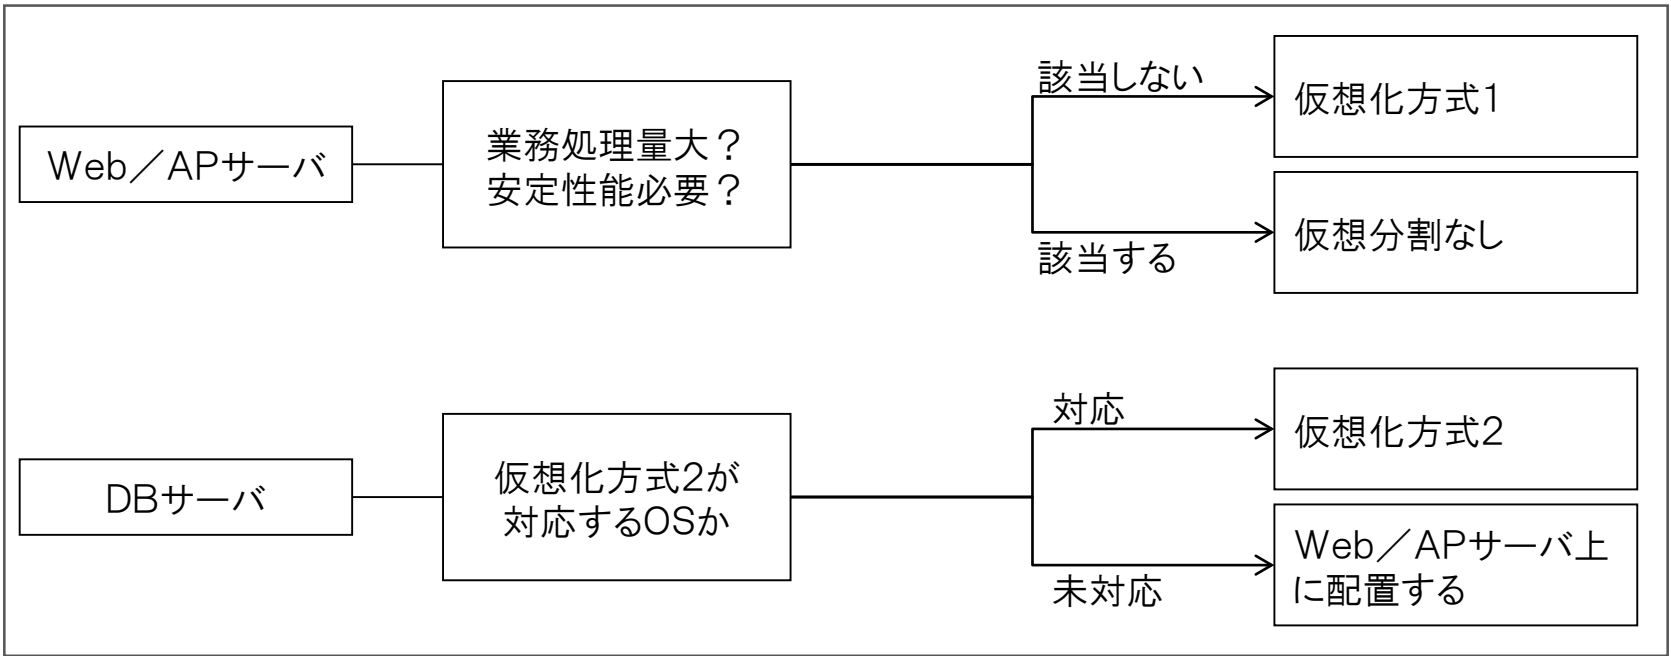 Web／APサーバ
業務処理量大？
安定性能必要？
該当しない
仮想化方式1
該当する
仮想分割なし
DBサーバ
仮想化方式2が
対応するOSか
対応
仮想化方式2
未対応
Web／APサーバ上
に配置する